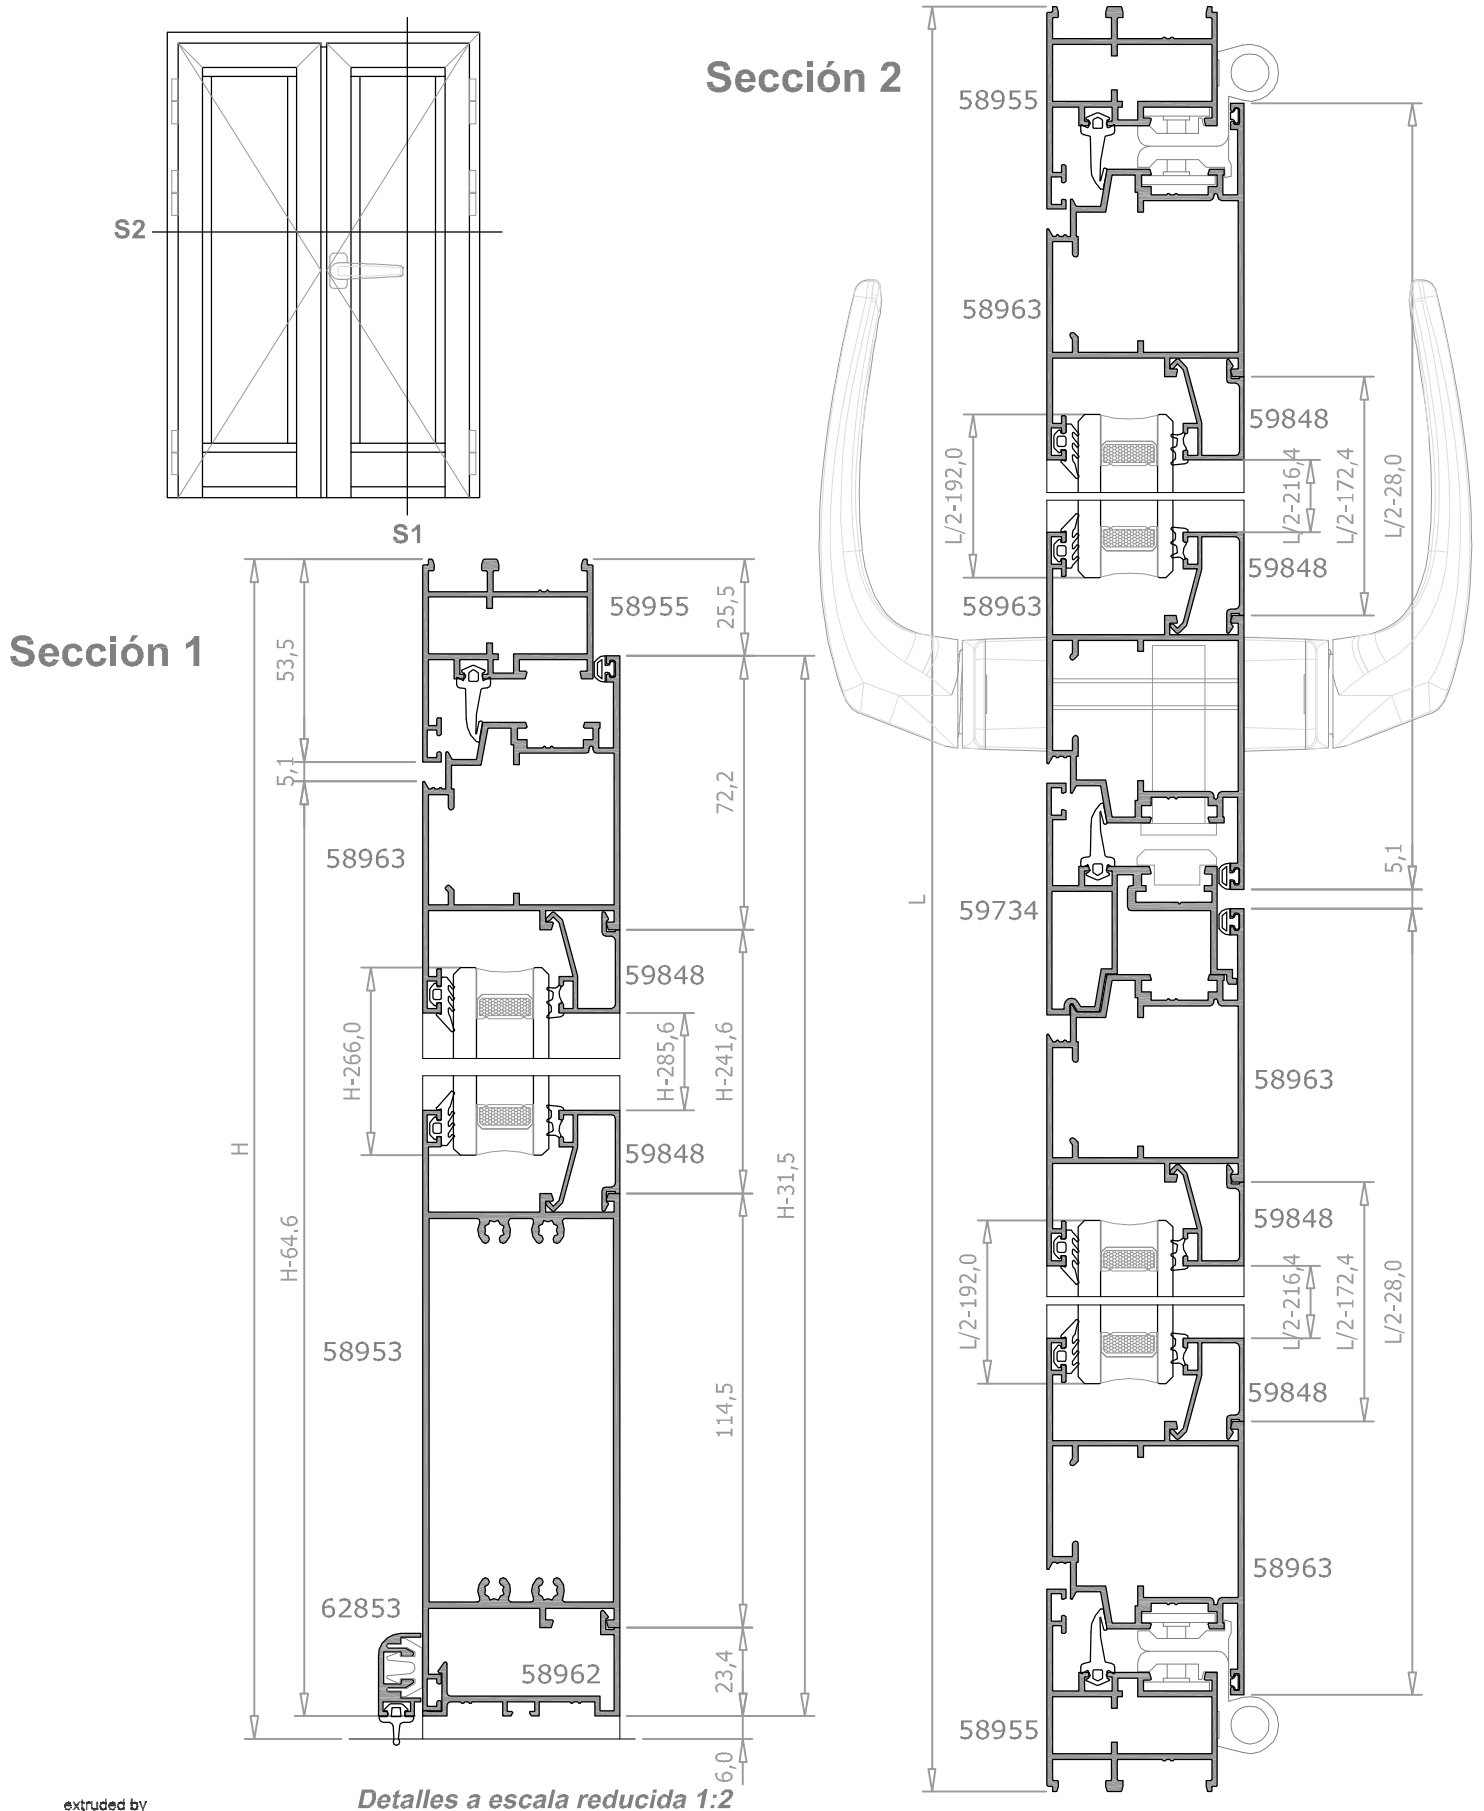 S2
S1
Sección 1
H
53,5
5,1
H-64.6
58963
H-266,0
58953
62853
58955
25,5
72,2
59848
H-285,6
H-241,6
59848
H-31,5
114,5
58962
23,4
6,0
Detalles a escala reducida 1:2
extruded by
Sección 2
L
58955
58963
59848
L/2-192,0
L/2-216,4
L/2-172,4
L/2-28,0
59848
58963
5,1
59734
58963
59848
L/2-192,0
L/2-216,4
L/2-172,4
L/2-28,0
59848
58963
58955